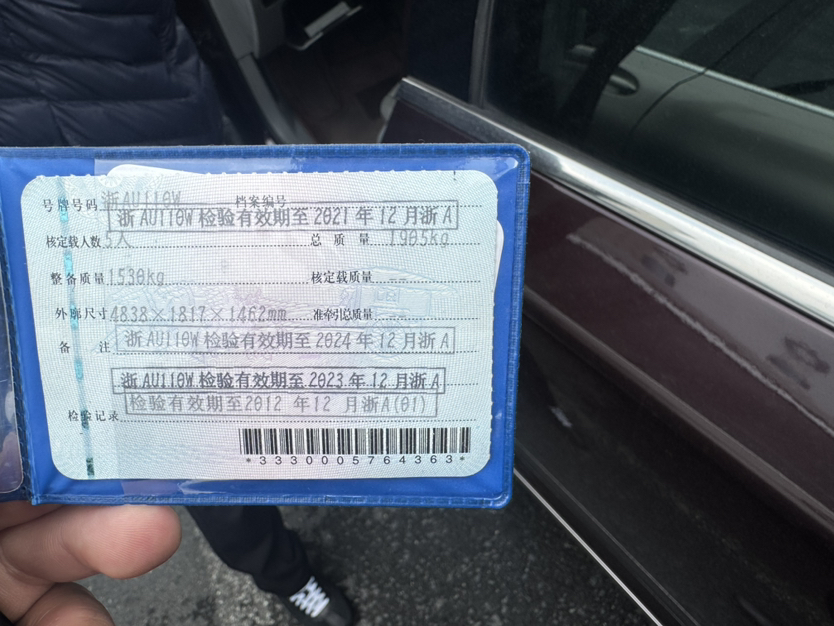 号牌号码 浙AU110W 档案编号
浙AU110W检验有效期至2021年12月浙A
核定载人数 5人 总质量 1905kg
整备质量 1530kg 核定载质量 --
外廓尺寸 4838×1817×1462mm 准牵引总质量 --
备注 浙AU110W检验有效期至2024年12月浙A
浙AU110W检验有效期至2023年12月浙A
检验有效期至2012年12月浙A(01)
检验记录
*3330005764363*